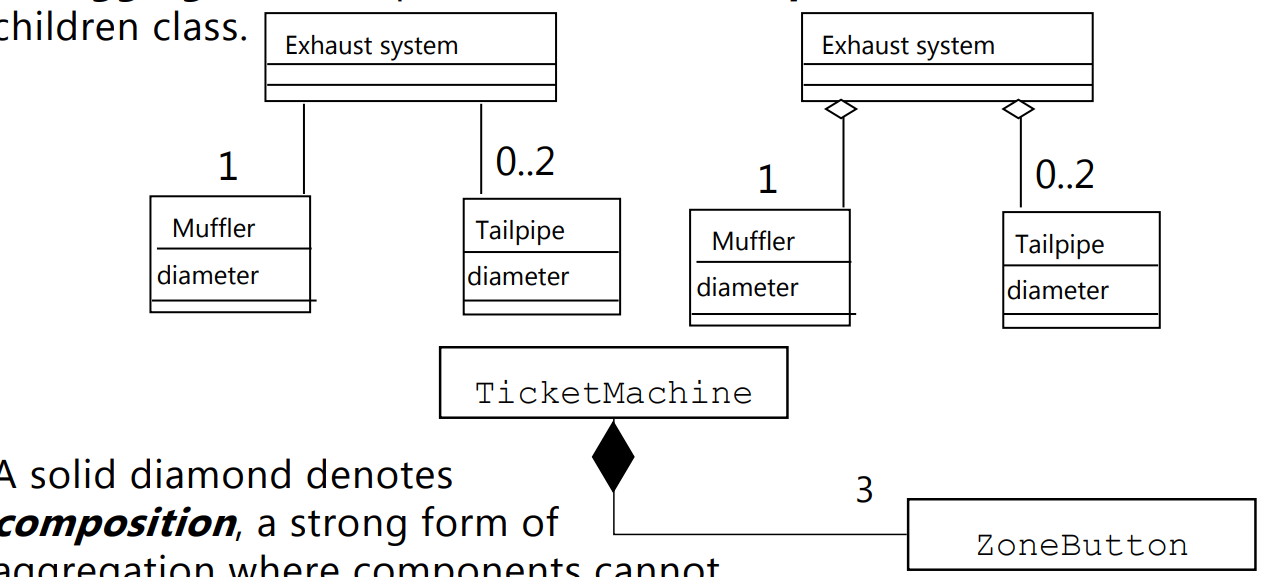 children class.
Exhaust system
Exhaust system
1
0..2
1
0..2
Muffler
diameter
Tailpipe
diameter
Muffler
diameter
Tailpipe
diameter
TicketMachine
A solid diamond denotes
composition, a strong form of
aggregation where components cannot
3
ZoneButton